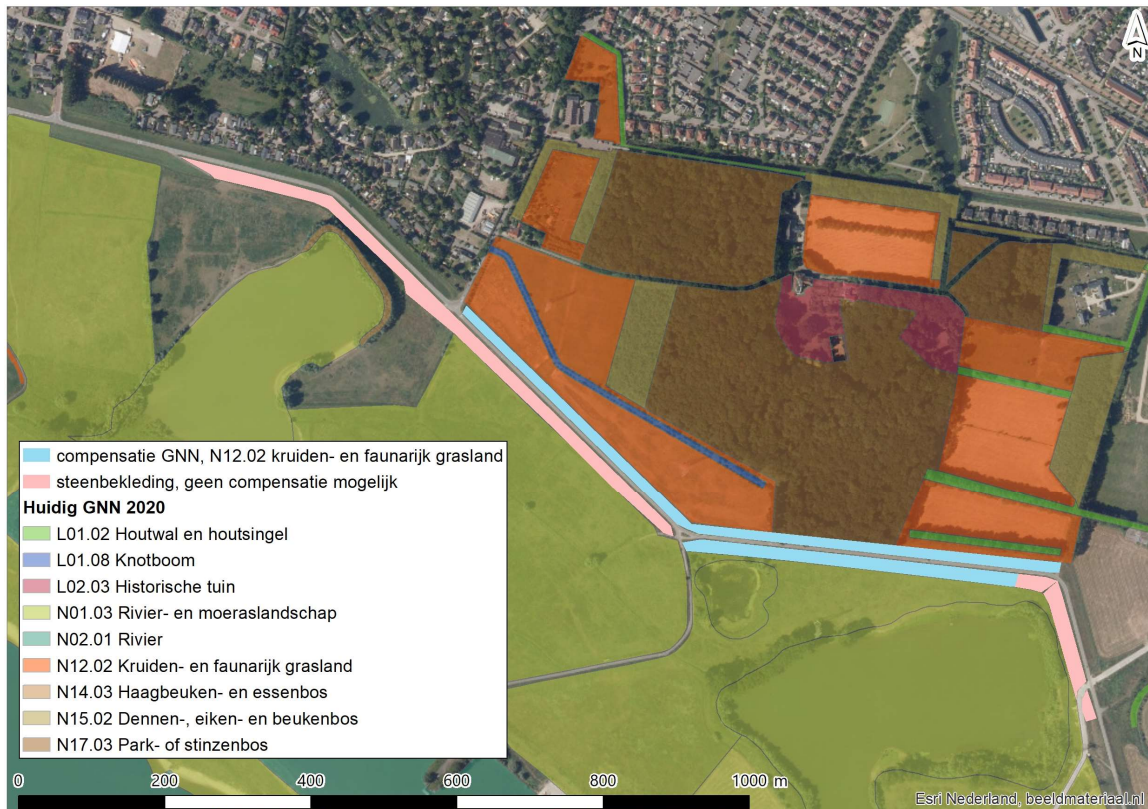 N
compensatie GNN, N12.02 kruiden- en faunarijk grasland
steenbekleding, geen compensatie mogelijk
Huidig GNN 2020
L01.02 Houtwal en houtsingel
L01.08 Knotboom
L02.03 Historische tuin
N01.03 Rivier- en moeraslandschap
N02.01 Rivier
N12.02 Kruiden- en faunarijk grasland
N14.03 Haagbeuken- en essenbos
N15.02 Dennen-, eiken- en beukenbos
N17.03 Park- of stinzenbos
0 200 400 600 800 1000 m
Esri Nederland, beeldmateriaal.nl